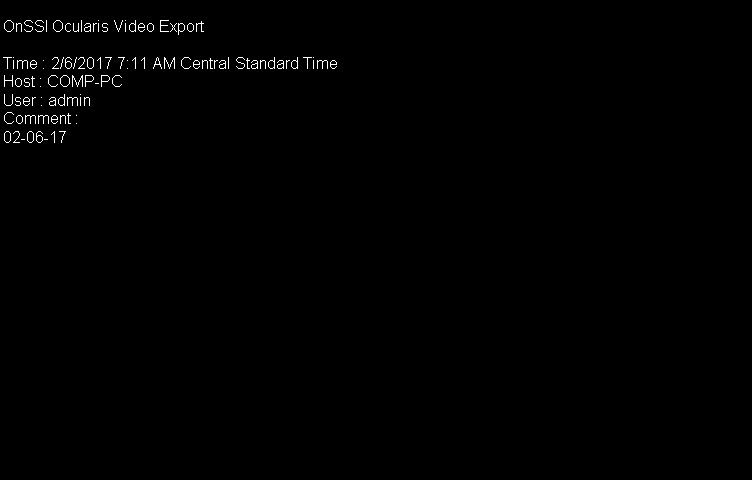 OnSSI Ocularis Video Export
Time : 2/6/2017 7:11 AM Central Standard Time
Host : COMP-PC
User : admin
Comment :
02-06-17